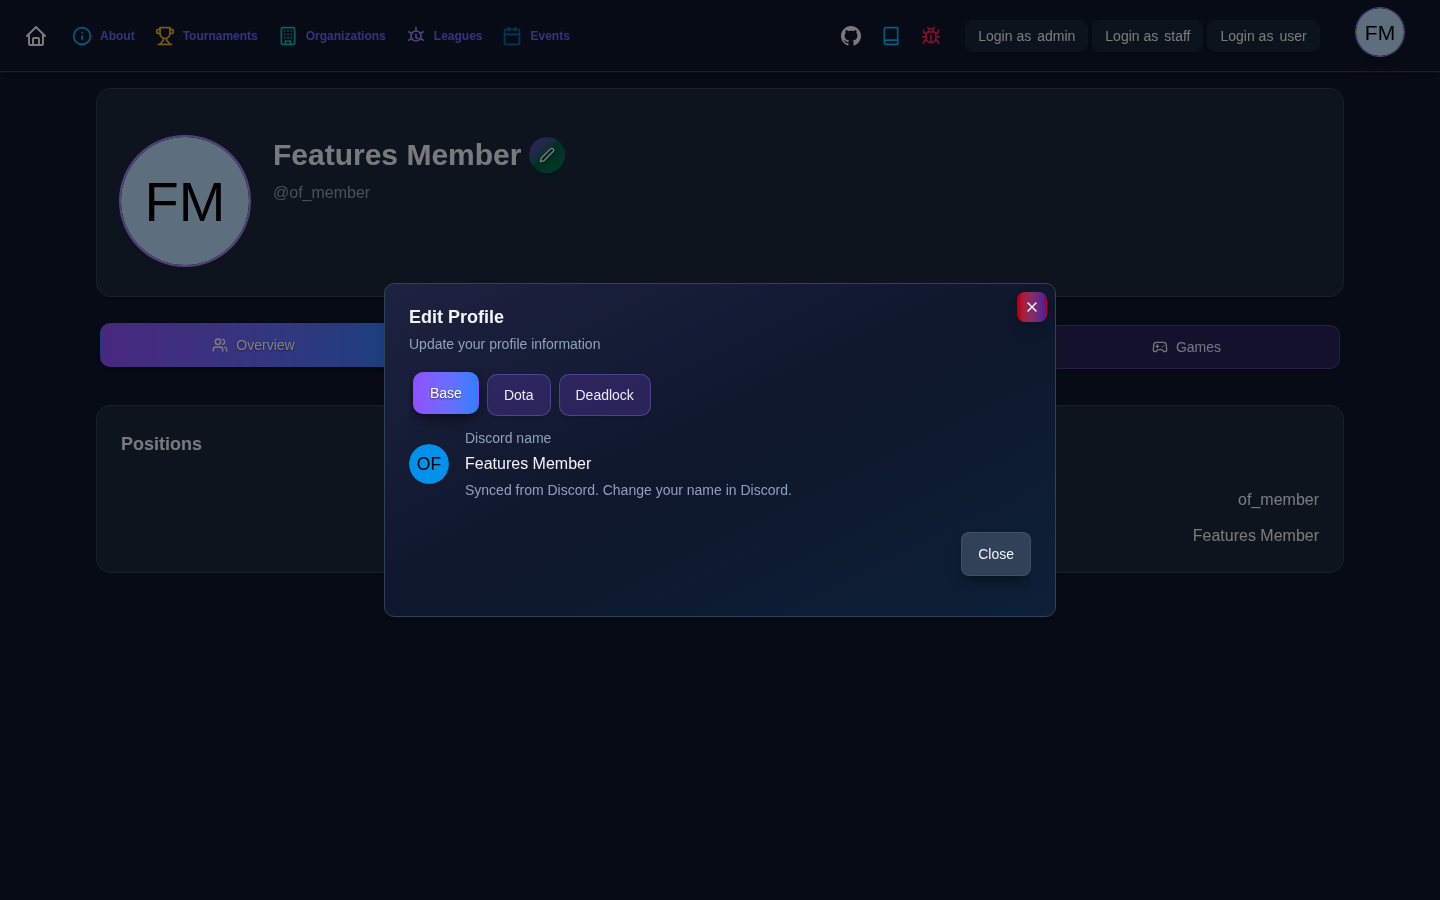 About Tournaments Organizations Leagues Events Login as admin Login as staff Login as user FM
FM
Features Member
@of_member
Overview
Games
Edit Profile
Update your profile information
Base Dota Deadlock
OF
Discord name
Features Member
Synced from Discord. Change your name in Discord.
Close
Positions
of_member
Features Member